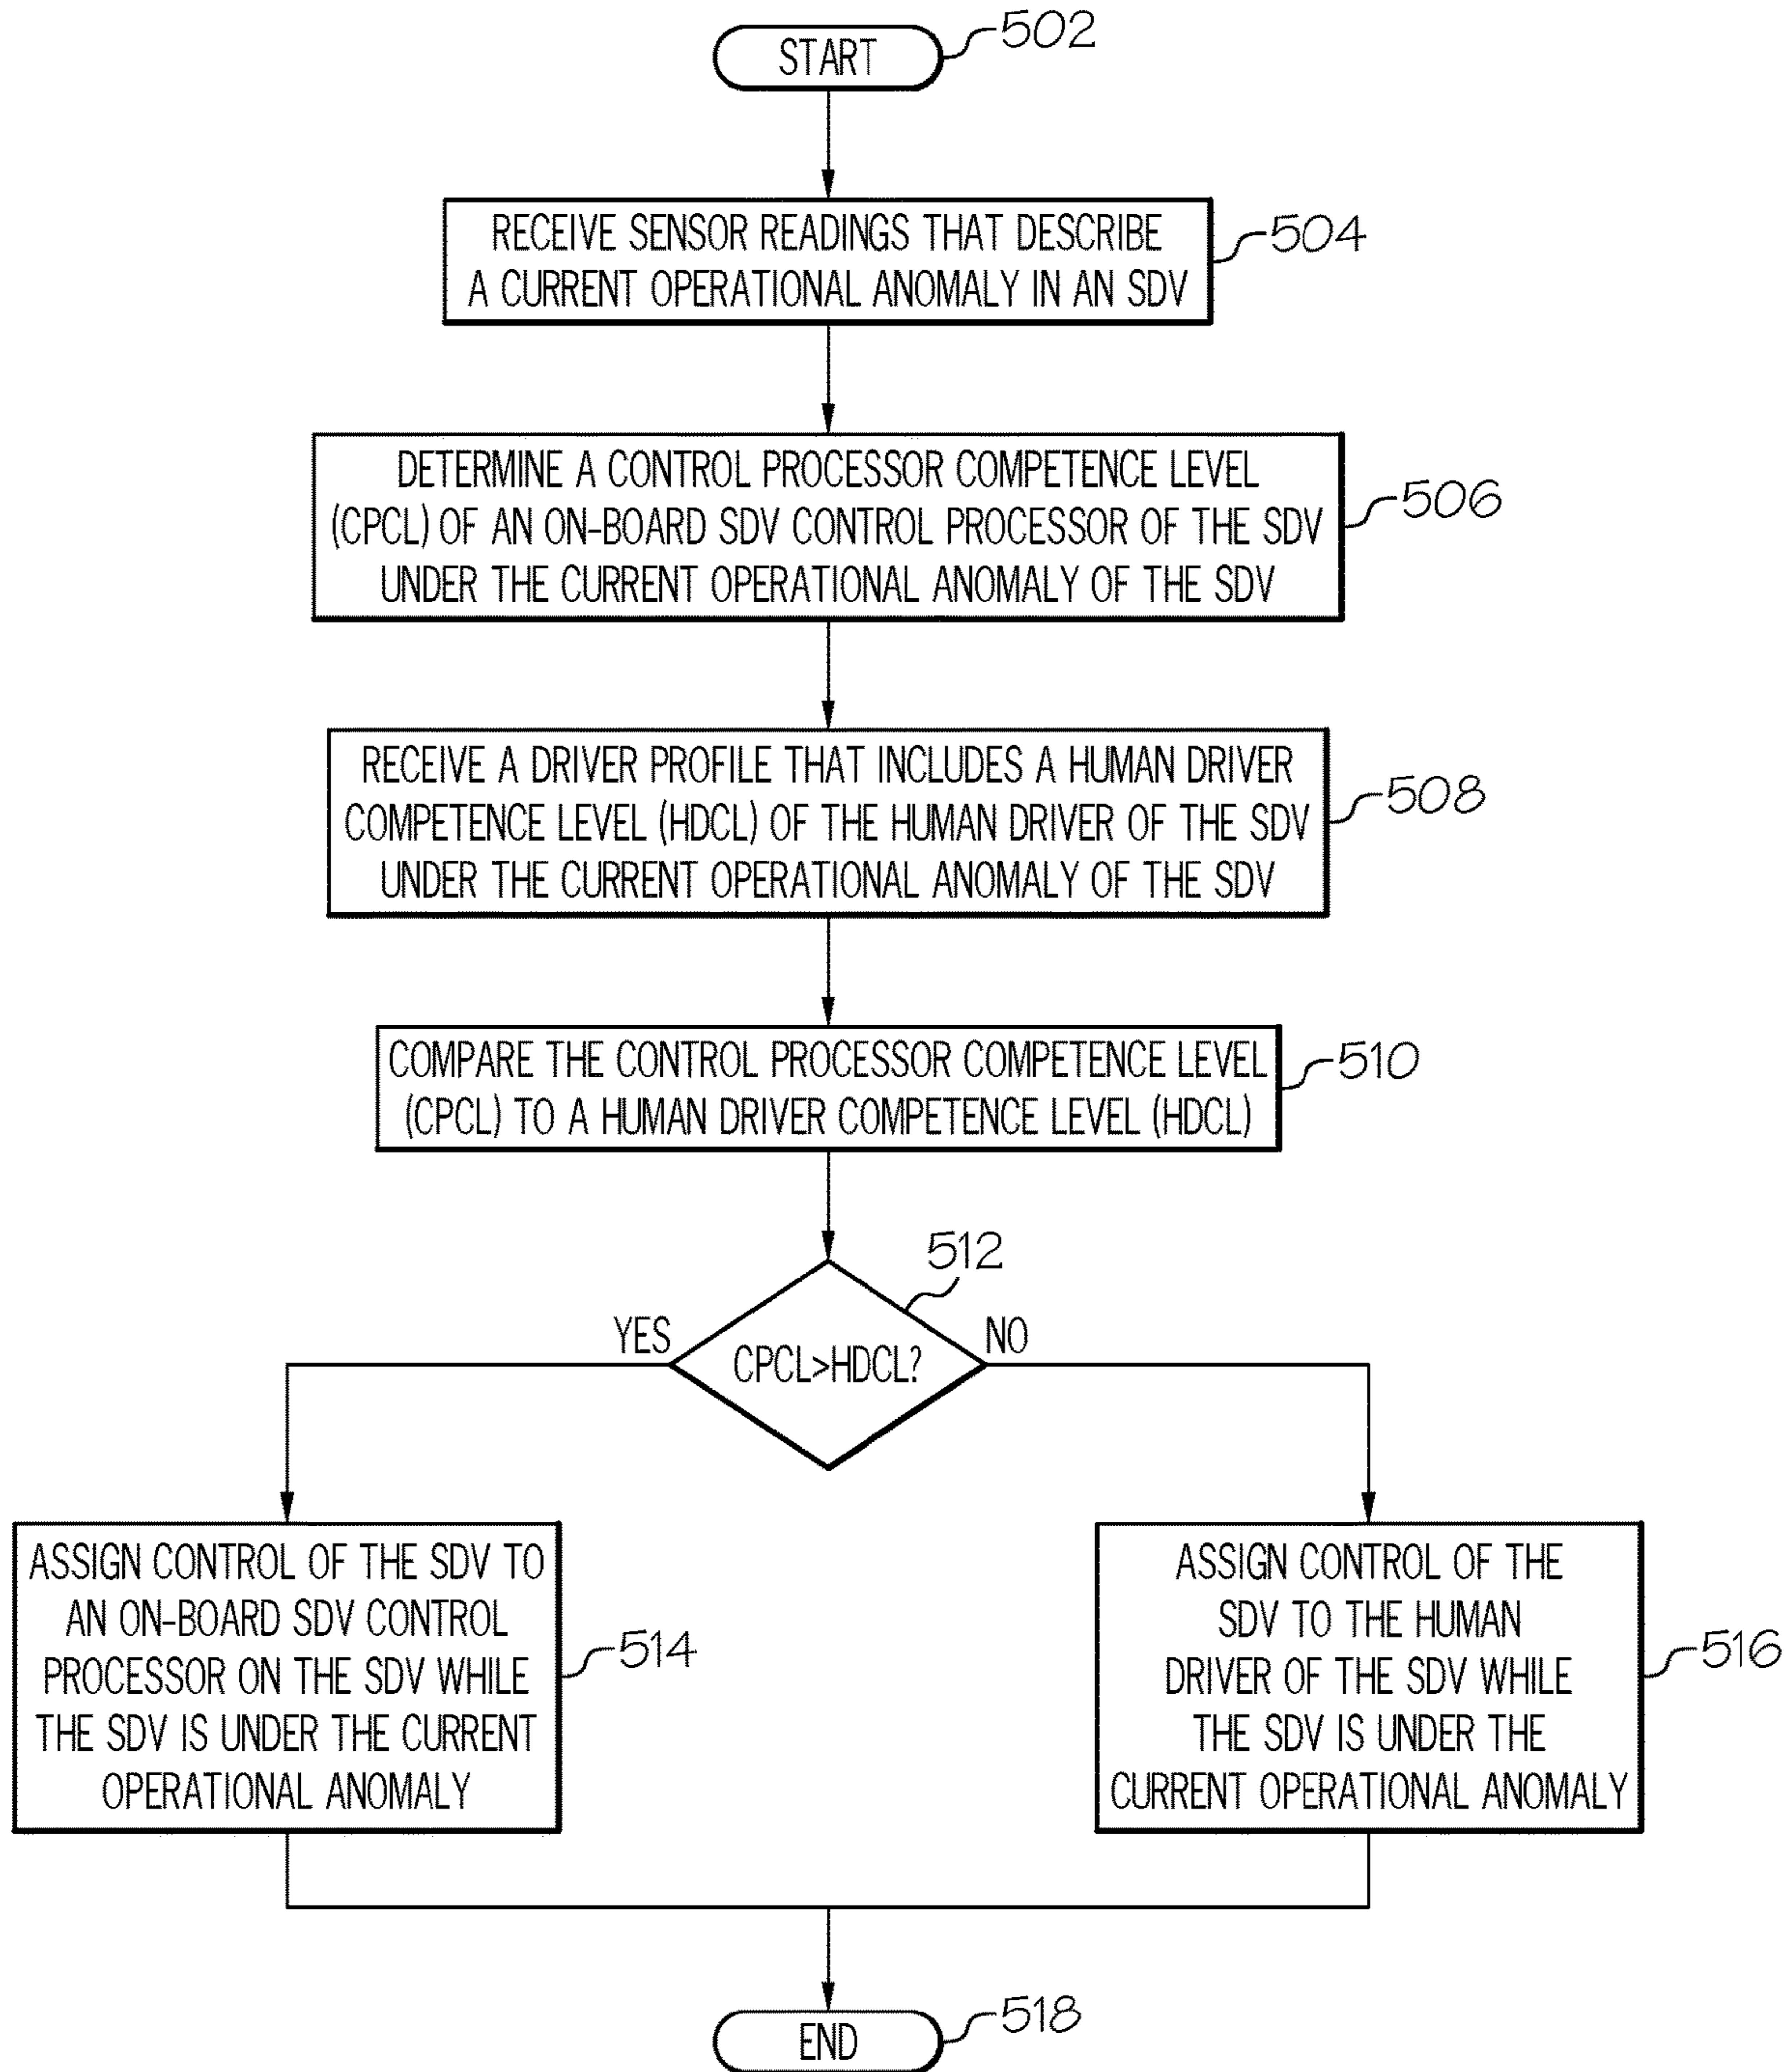 START
502
RECEIVE SENSOR READINGS THAT DESCRIBE
A CURRENT OPERATIONAL ANOMALY IN AN SDV
504
DETERMINE A CONTROL PROCESSOR COMPETENCE LEVEL
(CPCL) OF AN ON-BOARD SDV CONTROL PROCESSOR OF THE SDV
UNDER THE CURRENT OPERATIONAL ANOMALY OF THE SDV
506
RECEIVE A DRIVER PROFILE THAT INCLUDES A HUMAN DRIVER
COMPETENCE LEVEL (HDCL) OF THE HUMAN DRIVER OF THE SDV
UNDER THE CURRENT OPERATIONAL ANOMALY OF THE SDV
508
COMPARE THE CONTROL PROCESSOR COMPETENCE LEVEL
(CPCL) TO A HUMAN DRIVER COMPETENCE LEVEL (HDCL)
510
512
YES
CPCL>HDCL?
NO
ASSIGN CONTROL OF THE SDV TO
AN ON-BOARD SDV CONTROL
PROCESSOR ON THE SDV WHILE
THE SDV IS UNDER THE CURRENT
OPERATIONAL ANOMALY
514
ASSIGN CONTROL OF THE
SDV TO THE HUMAN
DRIVER OF THE SDV WHILE
THE SDV IS UNDER THE
CURRENT OPERATIONAL ANOMALY
516
END
518